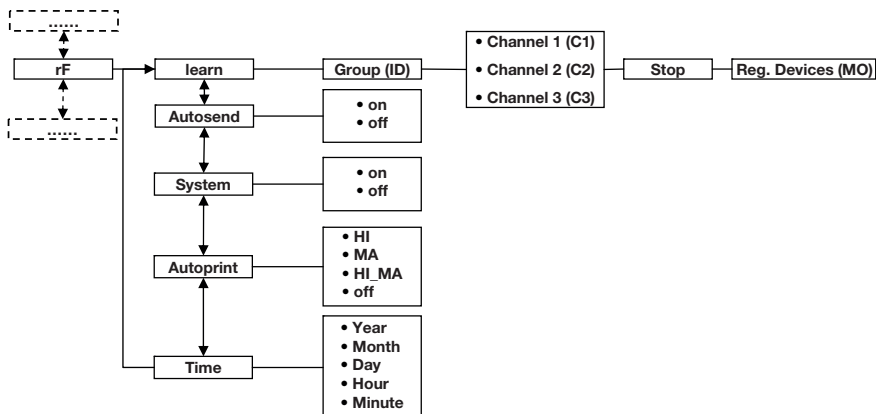 ......
rF
......
learn
Group (ID)
• Channel 1 (C1)
• Channel 2 (C2)
• Channel 3 (C3)
Stop
Reg. Devices (MO)
Autosend
• on
• off
System
• on
• off
Autoprint
• HI
• MA
• HI_MA
• off
Time
• Year
• Month
• Day
• Hour
• Minute